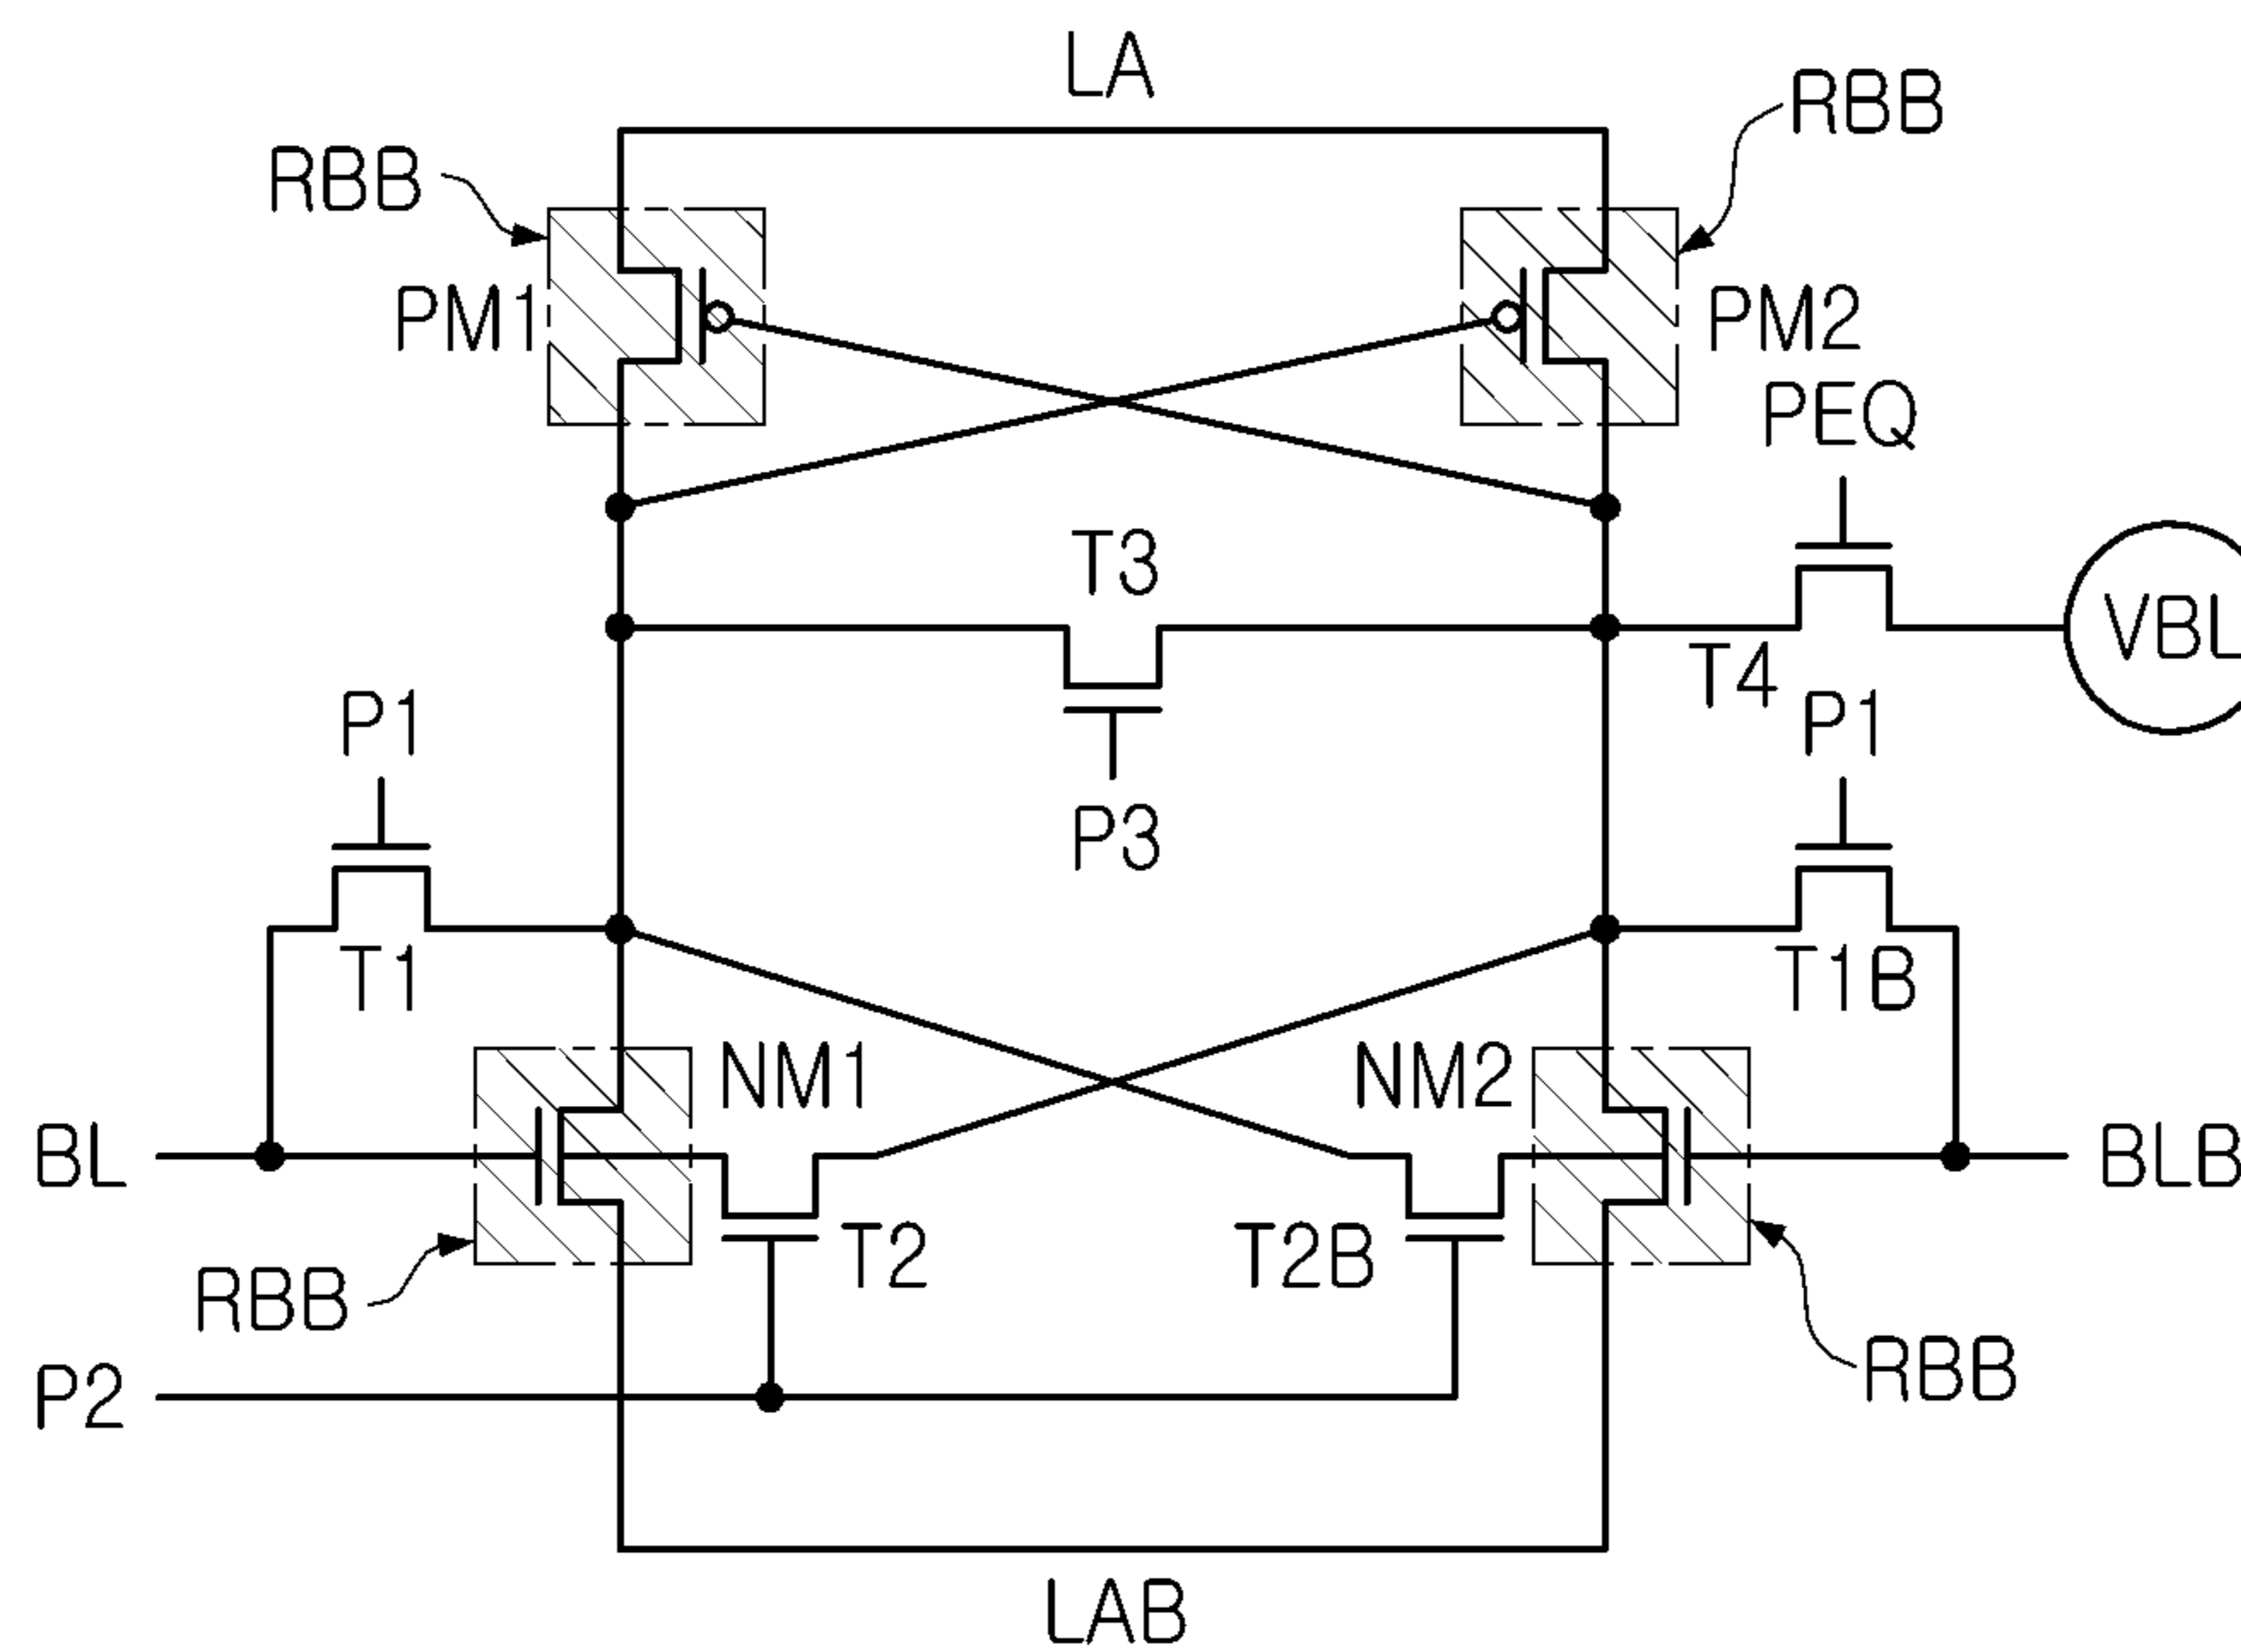 LA
RBB
RBB
PM1
PM2
PEQ
T3
VBL
T4
P1
P1
P3
T1
T1B
NM1
NM2
BL
BLB
T2
T2B
RBB
RBB
P2
LAB